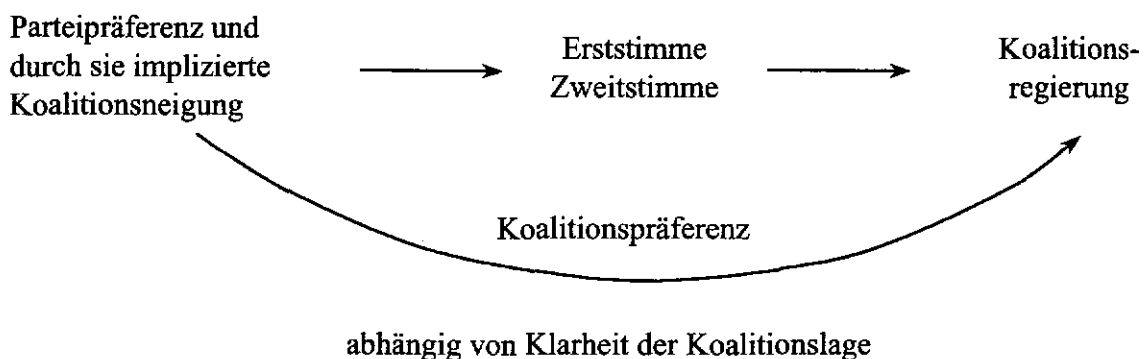 Parteipräferenz und
durch sie implizierte
Koalitionsneigung
Erststimme
Zweitstimme
Koalitions-
regierung
Koalitionspräferenz
abhängig von Klarheit der Koalitionslage